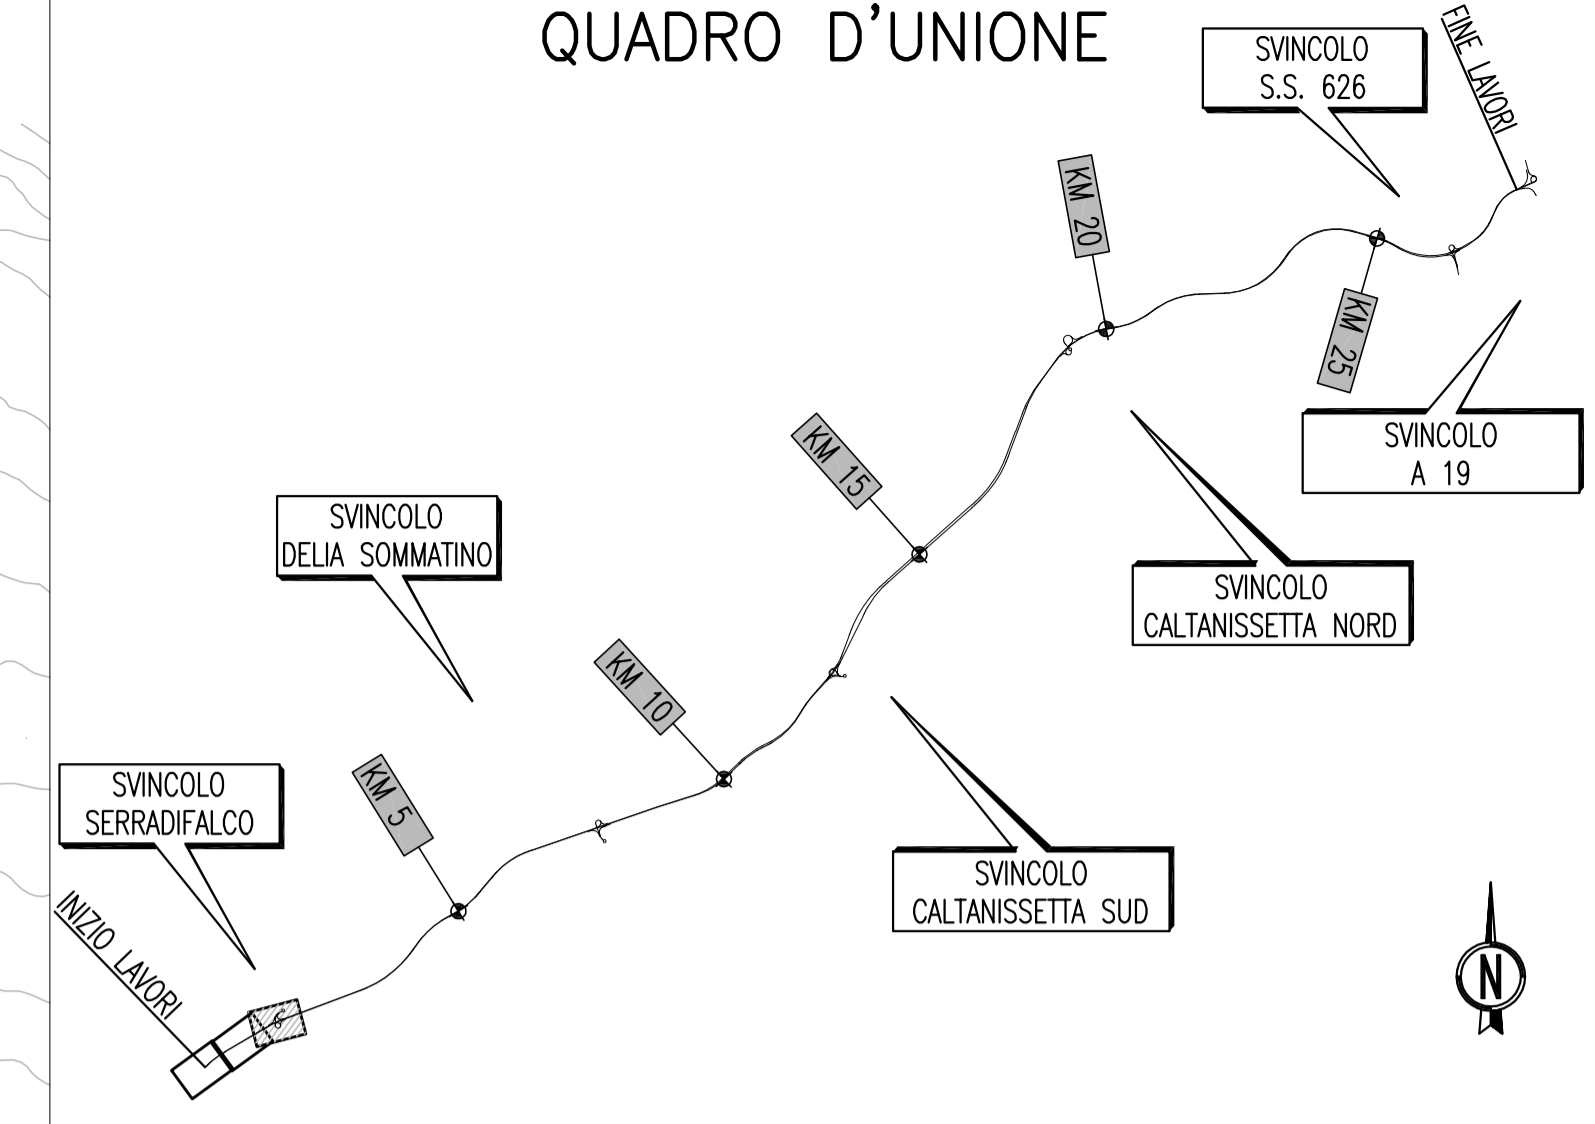 QUADRO D'UNIONE
SVINCOLO
S.S. 626
FINE LAVORI
KM 20
KM 25
SVINCOLO
A 19
KM 15
SVINCOLO
DELIA SOMMATINO
SVINCOLO
CALTANISSETTA NORD
KM 10
KM 5
SVINCOLO
SERRADIFALCO
SVINCOLO
CALTANISSETTA SUD
INIZIO LAVORI
N